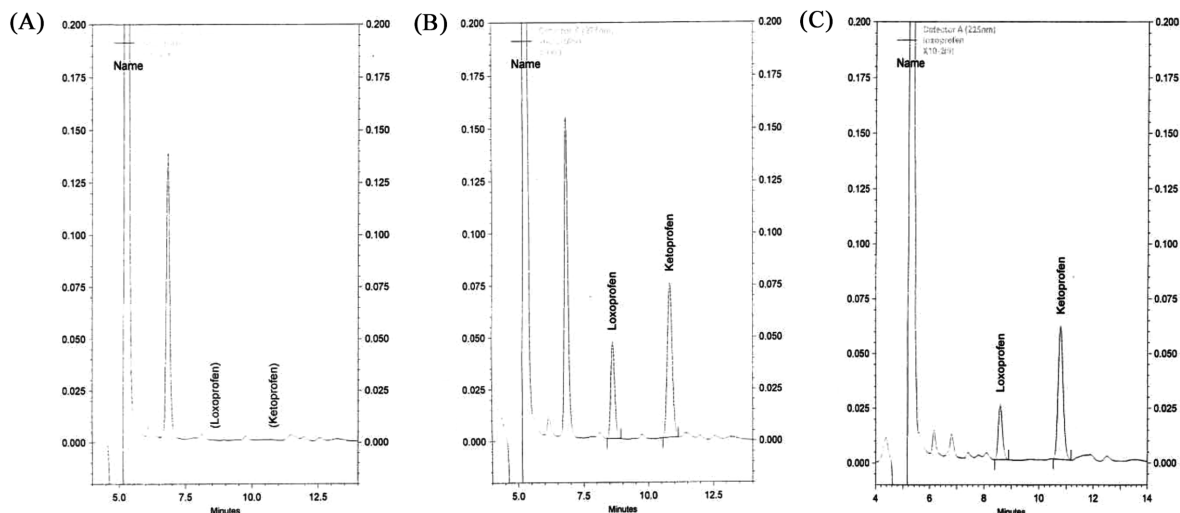 (A)
0.200 0.200
Name
0.175 0.175
0.150 0.150
0.125 0.125
0.100 0.100
0.075 0.075
0.050 0.050
(Loxoprofen)
(Ketoprofen)
0.025 0.025
0.000 0.000
5.0 7.5 10.0 12.5
Minutes
(B)
0.200 0.200
Name
0.175 0.175
0.150 0.150
0.125 0.125
0.100 0.100
Loxoprofen
Ketoprofen
0.075 0.075
0.050 0.050
0.025 0.025
0.000 0.000
5.0 7.5 10.0 12.5
Minutes
(C)
0.200 0.200
Detector A (225nm)
loxoprofen
Name
0.175 0.175
0.150 0.150
0.125 0.125
0.100 0.100
Loxoprofen
Ketoprofen
0.075 0.075
0.050 0.050
0.025 0.025
0.000 0.000
4 6 8 10 12 14
Minutes